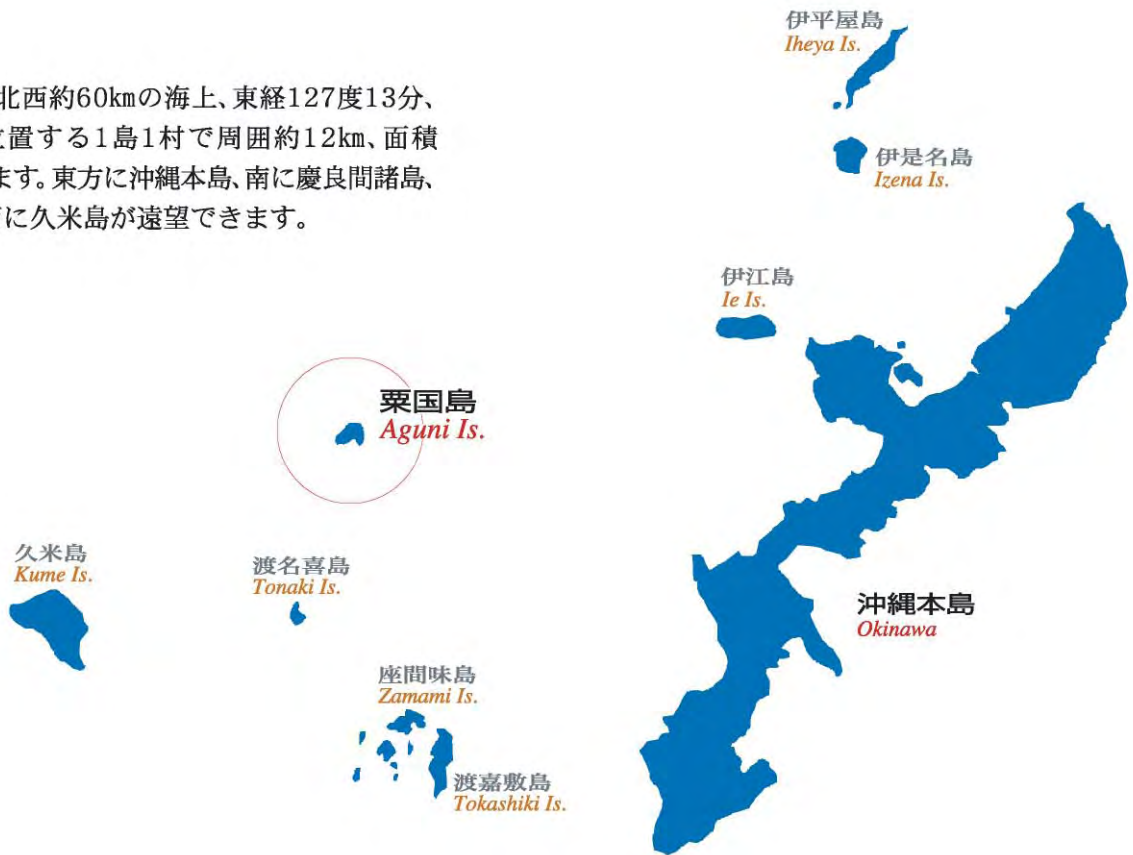 北西約60kmの海上、東経127度13分、
置する1島1村で周囲約12km、面積
ます。東方に沖縄本島、南に慶良間諸島、
に久米島が遠望できます。
伊平屋島
Iheya Is.
伊是名島
Izena Is.
伊江島
Ie Is.
粟国島
Aguni Is.
久米島
Kume Is.
渡名喜島
Tonaki Is.
沖縄本島
Okinawa
座間味島
Zamami Is.
渡嘉敷島
Tokashiki Is.